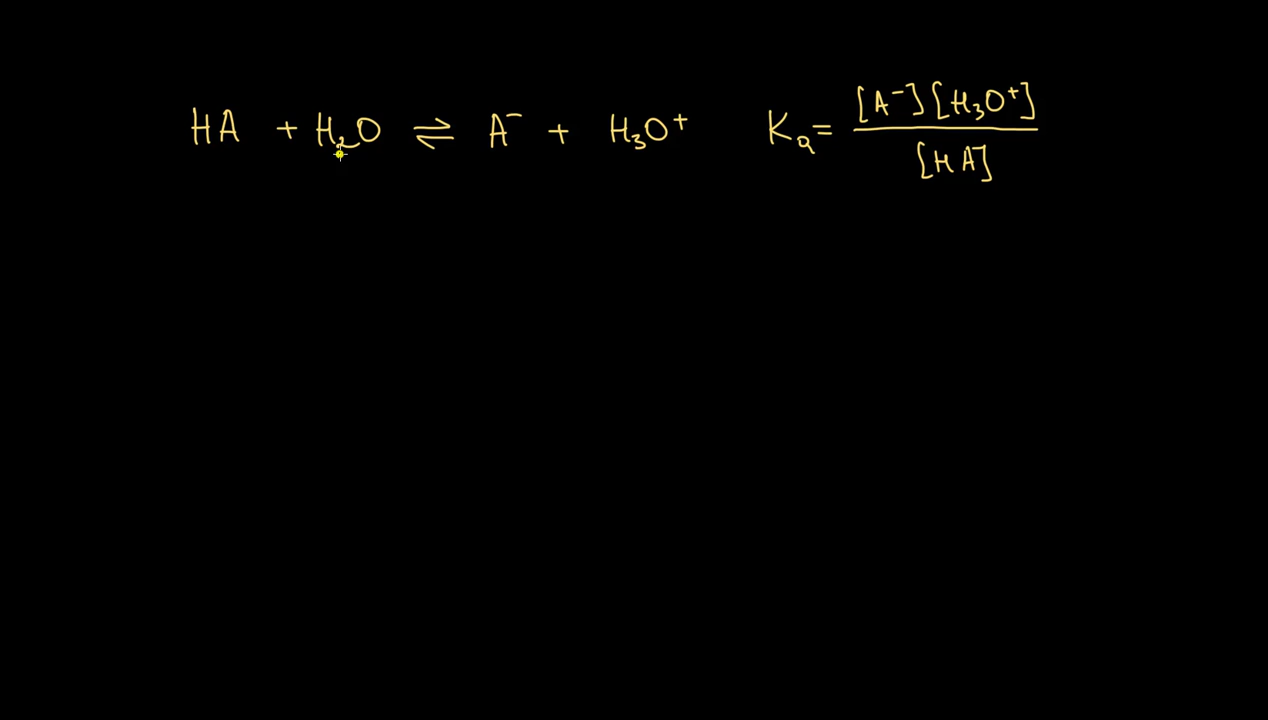 HA + H₂O ⇌ A⁻ + H₃O⁺ Kₐ = [A⁻][H₃O⁺] / [HA]